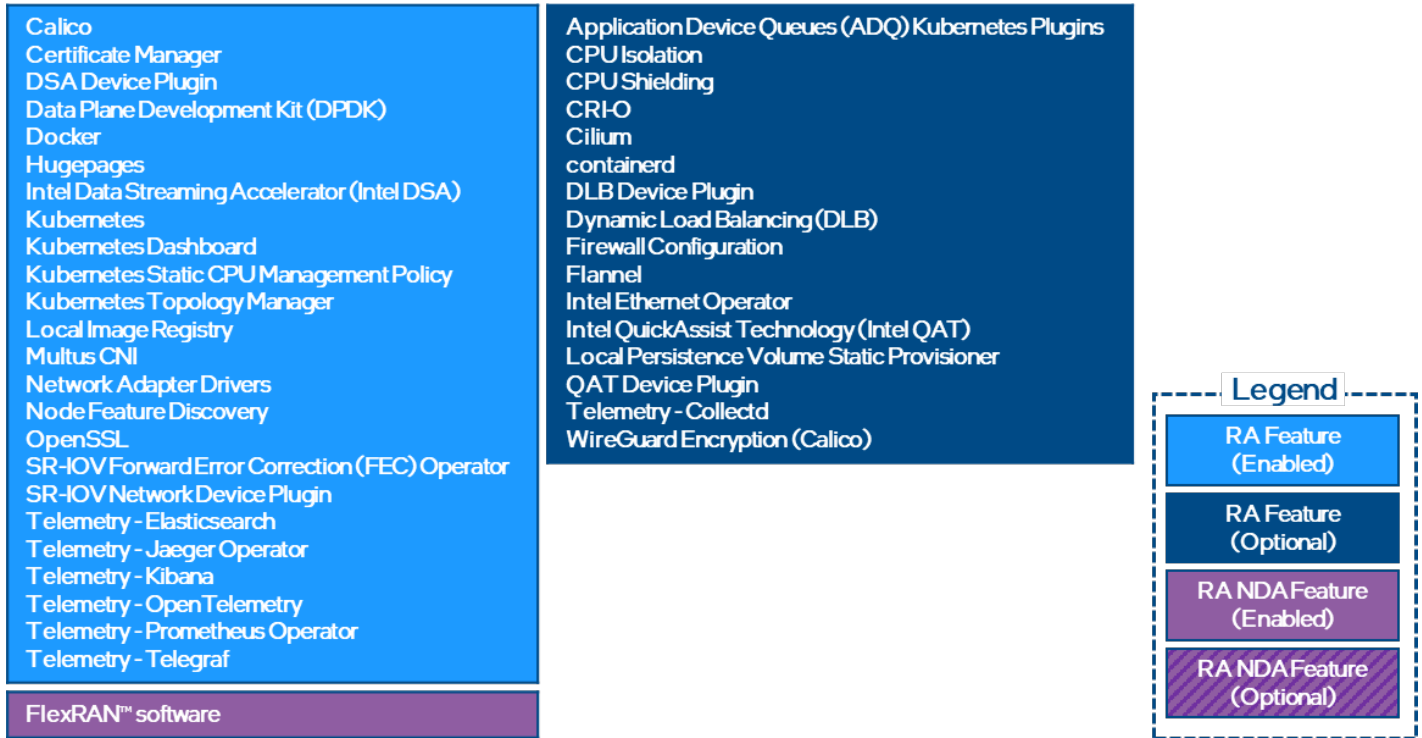 Calico
Certificate Manager
DSA Device Plugin
Data Plane Development Kit (DPDK)
Docker
Hugepages
Intel Data Streaming Accelerator (Intel DSA)
Kubernetes
Kubernetes Dashboard
Kubernetes Static CPU Management Policy
Kubernetes Topology Manager
Local Image Registry
Multus CNI
Network Adapter Drivers
Node Feature Discovery
OpenSSL
SR-IOV Forward Error Correction (FEC) Operator
SR-IOV Network Device Plugin
Telemetry - Elasticsearch
Telemetry - Jaeger Operator
Telemetry - Kibana
Telemetry - OpenTelemetry
Telemetry - Prometheus Operator
Telemetry - Telegraf
FlexRAN™ software
Application Device Queues (ADQ) Kubernetes Plugins
CPU Isolation
CPU Shielding
CRI-O
Cilium
containerd
DLB Device Plugin
Dynamic Load Balancing (DLB)
Firewall Configuration
Flannel
Intel Ethernet Operator
Intel QuickAssist Technology (Intel QAT)
Local Persistence Volume Static Provisioner
QAT Device Plugin
Telemetry - Collectd
WireGuard Encryption (Calico)
Legend
RA Feature
(Enabled)
RA Feature
(Optional)
RA NDA Feature
(Enabled)
RA NDA Feature
(Optional)